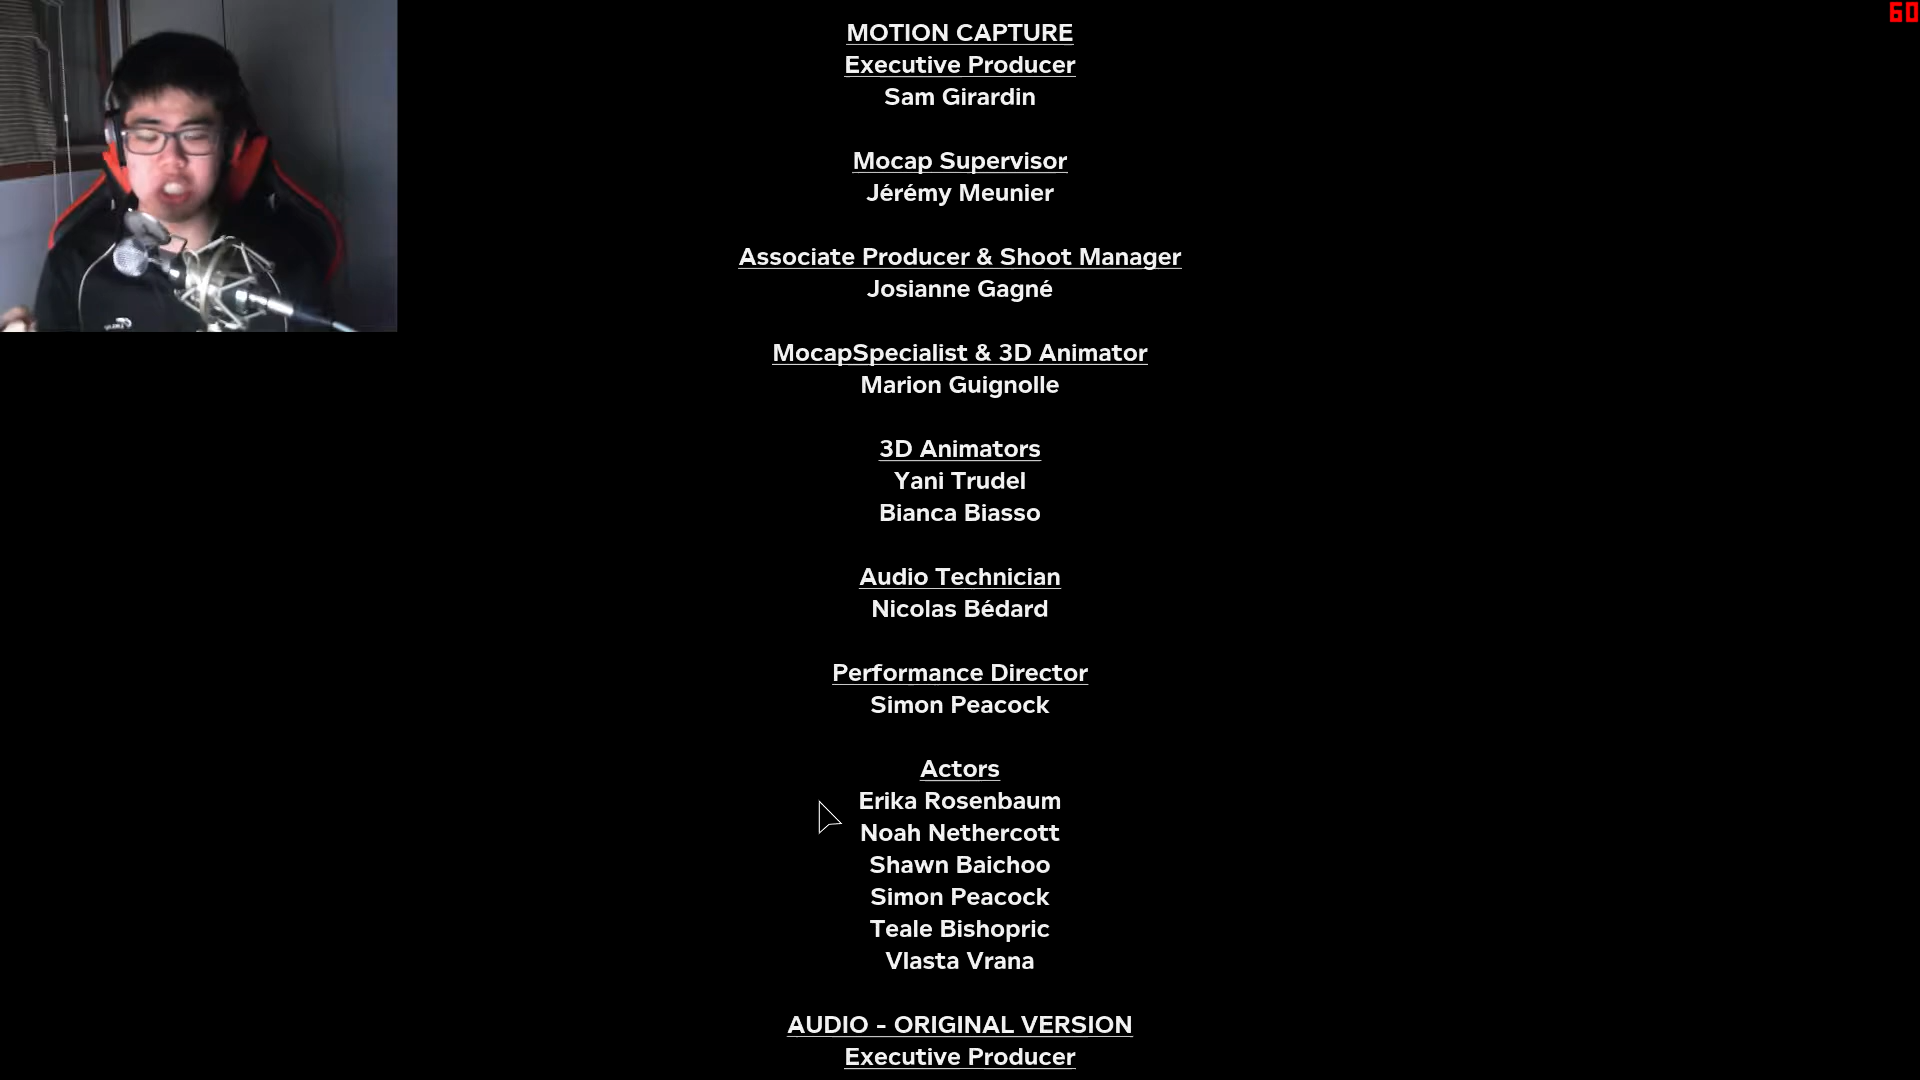 60
MOTION CAPTURE
Executive Producer
Sam Girardin
Mocap Supervisor
Jérémy Meunier
Associate Producer & Shoot Manager
Josianne Gagné
MocapSpecialist & 3D Animator
Marion Guignolle
3D Animators
Yani Trudel
Bianca Biasso
Audio Technician
Nicolas Bédard
Performance Director
Simon Peacock
Actors
Erika Rosenbaum
Noah Nethercott
Shawn Baichoo
Simon Peacock
Teale Bishopric
Vlasta Vrana
AUDIO - ORIGINAL VERSION
Executive Producer